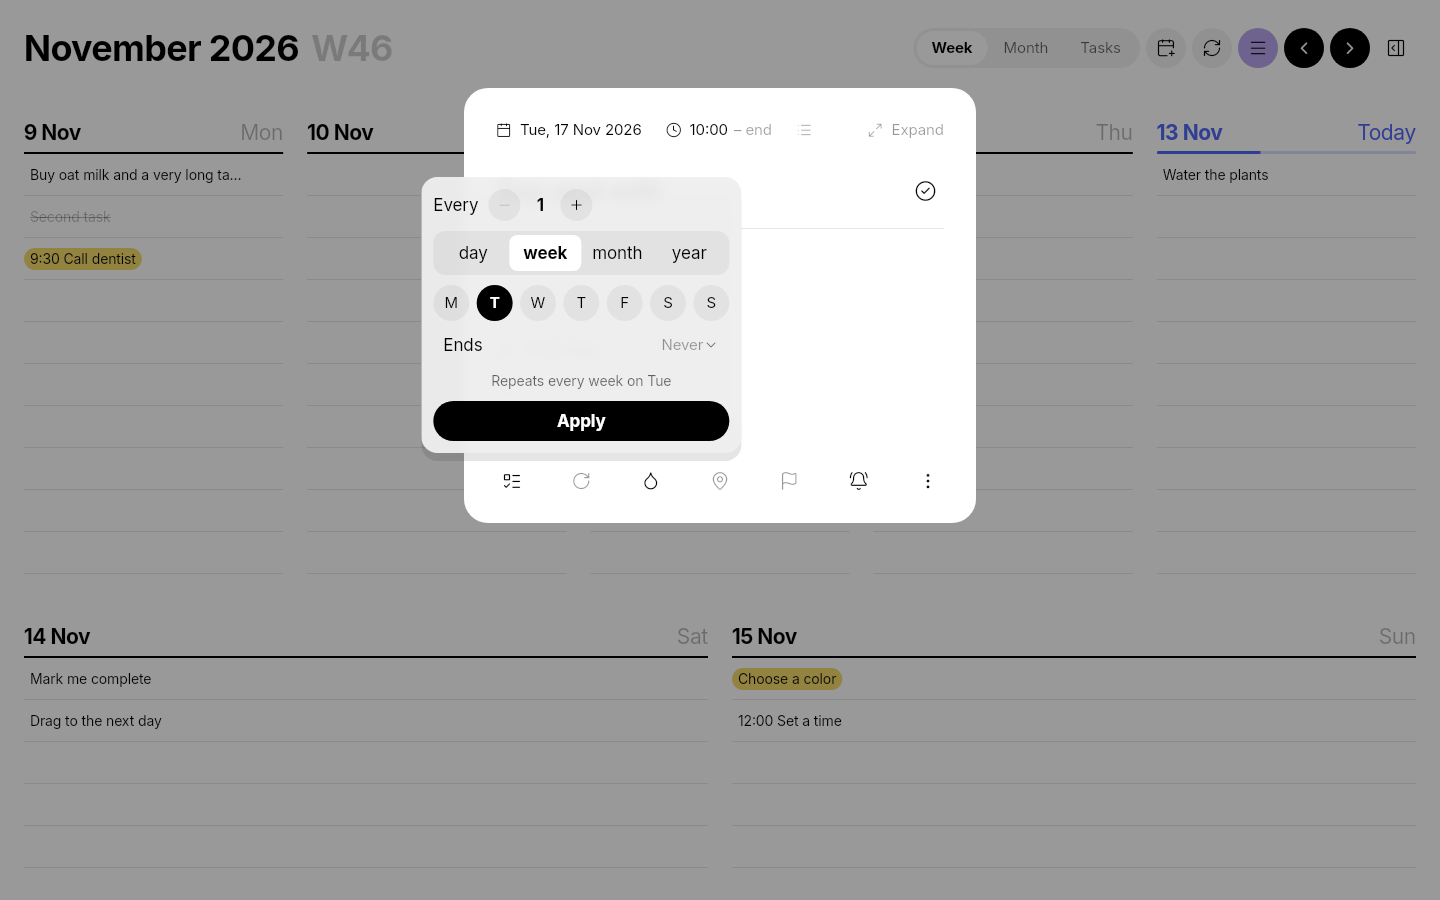 November 2026 W46
Week Month Tasks
9 Nov Mon
10 Nov
Thu
13 Nov Today
Buy oat milk and a very long ta...
Second task
9:30 Call dentist
Water the plants
Tue, 17 Nov 2026 10:00 – end Expand
Every 1
day week month year
M T W T F S S
Ends Never
Repeats every week on Tue
Apply
14 Nov Sat
Mark me complete
Drag to the next day
15 Nov Sun
Choose a color
12:00 Set a time